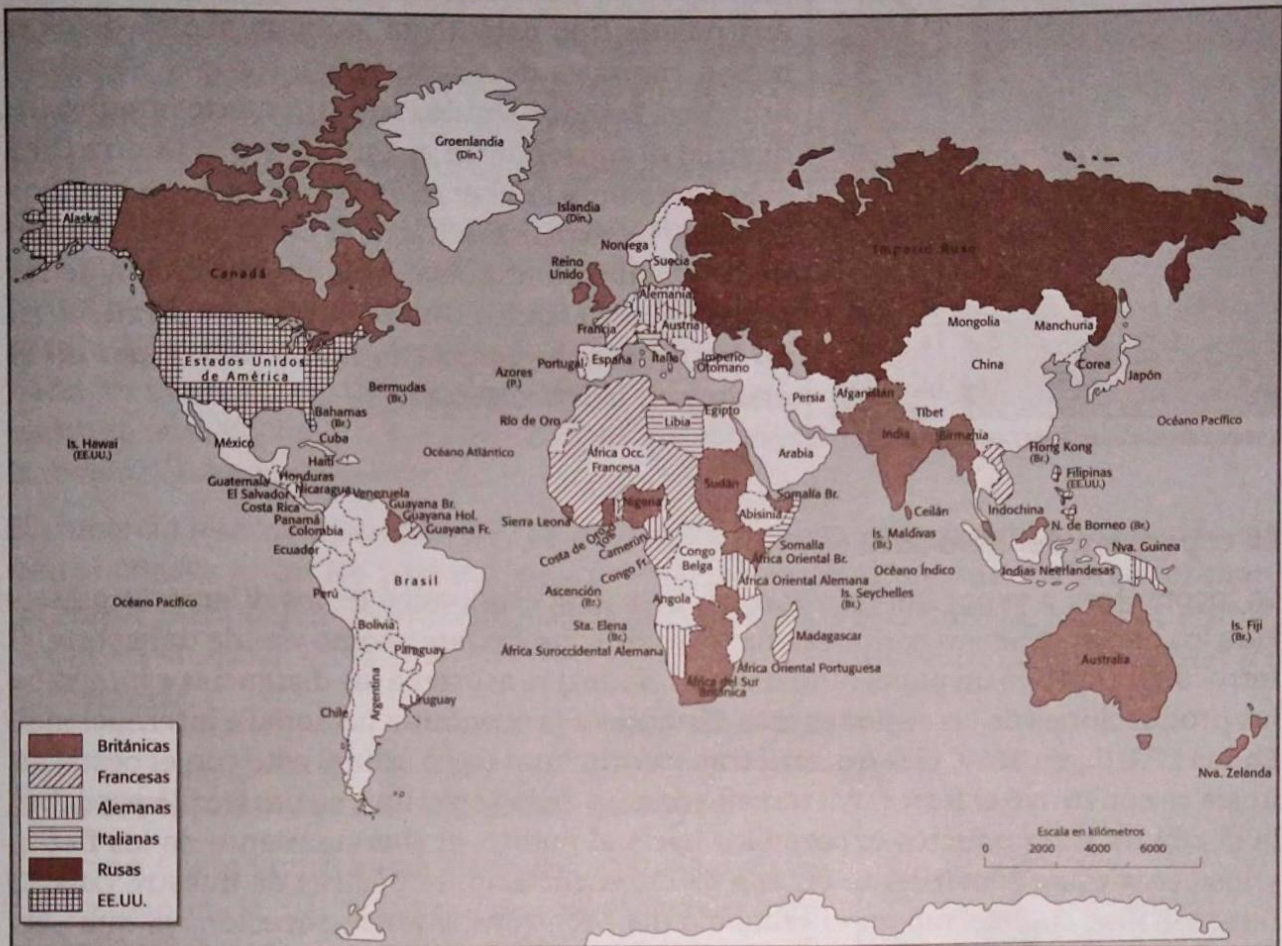 Groenlandia
(Din.)
Alaska
Canadá
Islandia
(Din.)
Noruega
Suecia
Reino
Unido
Imperio Ruso
Alemania
Austria
Francia
Mongolia
Manchuria
Estados Unidos
de América
Portugal
España
Italia
Imperio
Otomano
China
Corea
Japón
Azores
(P.)
Bermudas
(Br.)
Persia
Afganistán
Tíbet
Bahamas
(Br.)
Río de Oro
Libia
Egipto
India
Birmania
Océano Pacífico
Is. Hawai
(EE.UU.)
México
Cuba
Haití
Océano Atlántico
África Occ.
Francesa
Arabia
Hong Kong
(Br.)
Filipinas
(EE.UU.)
Guatemala
Honduras
El Salvador
Nicaragua
Costa Rica
Venezuela
Guayana Br.
Guayana Hol.
Guayana Fr.
Panamá
Colombia
Ecuador
Sierra Leona
Costa de Oro
Togo
Nigeria
Camerún
Congo Fr.
Sudán
Abisinia
Somalia Br.
Somalia
Ceilán
Is. Maldivas
(Br.)
Indochina
N. de Borneo (Br.)
Nva. Guinea
Congo
Belga
África Oriental Br.
Océano Índico
Indias Neerlandesas
Océano Pacífico
Perú
Brasil
Ascención
(Br.)
Angola
África Oriental Alemana
Is. Seychelles
(Br.)
Bolivia
Sta. Elena
(Br.)
Madagascar
Is. Fiji
(Br.)
Paraguay
África Suroccidental Alemana
África Oriental Portuguesa
Australia
África del Sur
Británica
Chile
Argentina
Uruguay
Nva. Zelanda
Británicas
Francesas
Alemanas
Italianas
Rusas
EE.UU.
Escala en kilómetros
0 2000 4000 6000